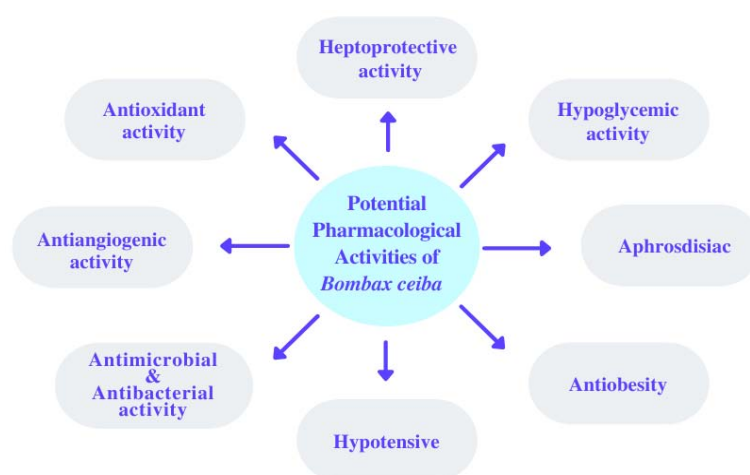 Heptoprotective
activity
Antioxidant
activity
Hypoglycemic
activity
Potential
Pharmacological
Activities of
Bombax ceiba
Antiangiogenic
activity
Aphrosdisiac
Antimicrobial
&
Antibacterial
activity
Antiobesity
Hypotensive